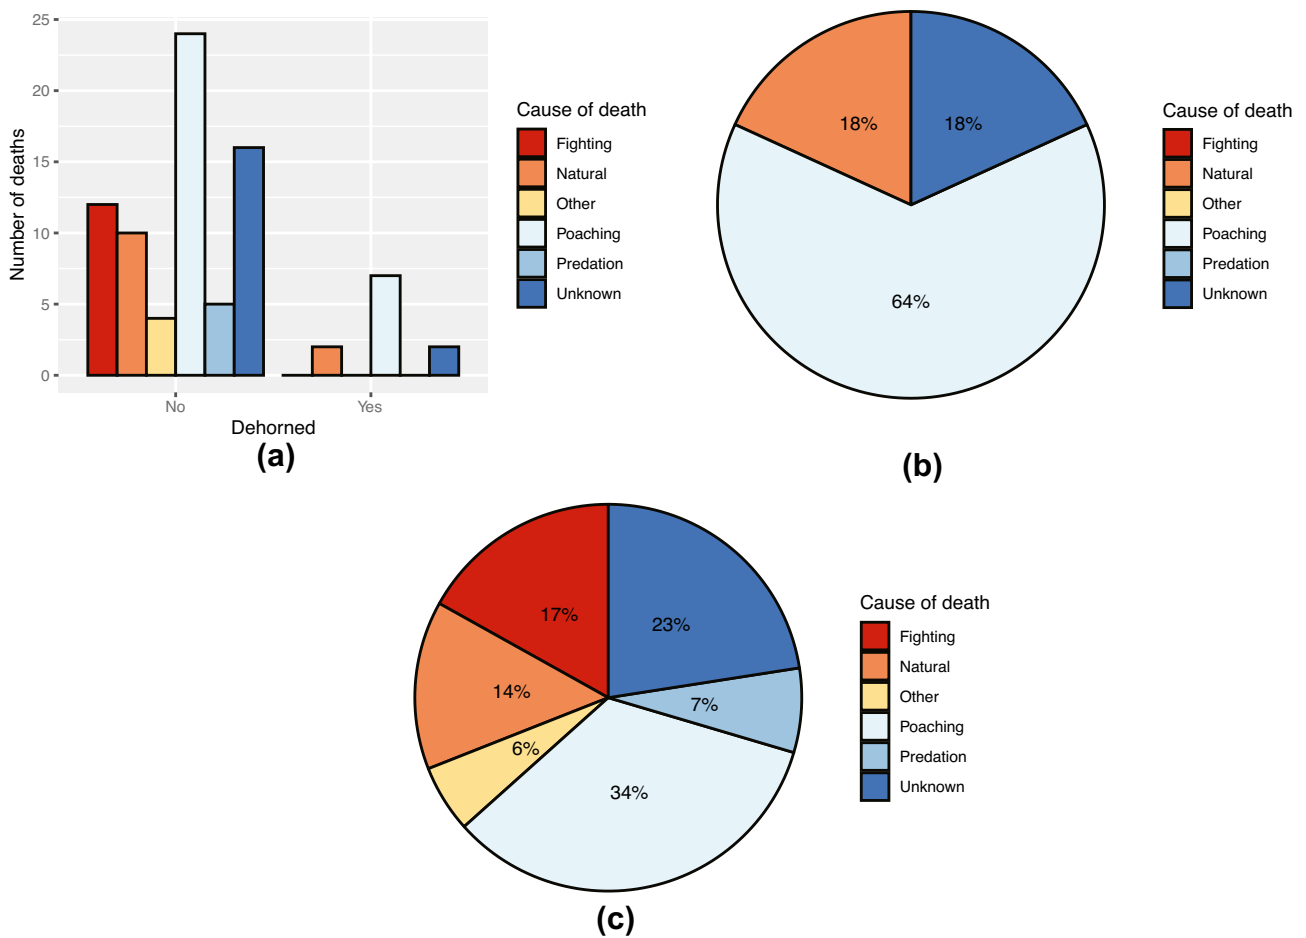 25
20
15
10
5
0
Number of deaths
No
Yes
Dehorned
(a)
Cause of death
Fighting
Natural
Other
Poaching
Predation
Unknown
18%
18%
64%
(b)
Cause of death
Fighting
Natural
Other
Poaching
Predation
Unknown
17%
23%
14%
7%
6%
34%
(c)
Cause of death
Fighting
Natural
Other
Poaching
Predation
Unknown